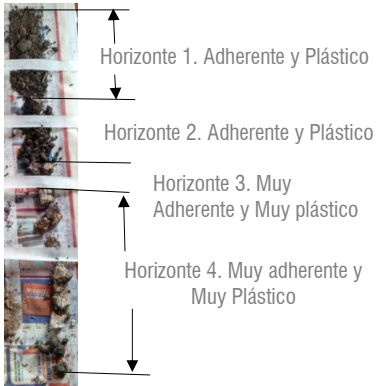 Horizonte 1. Adherente y Plástico
Horizonte 2. Adherente y Plástico
Horizonte 3. Muy
Adherente y Muy plástico
Horizonte 4. Muy adherente y
Muy Plástico